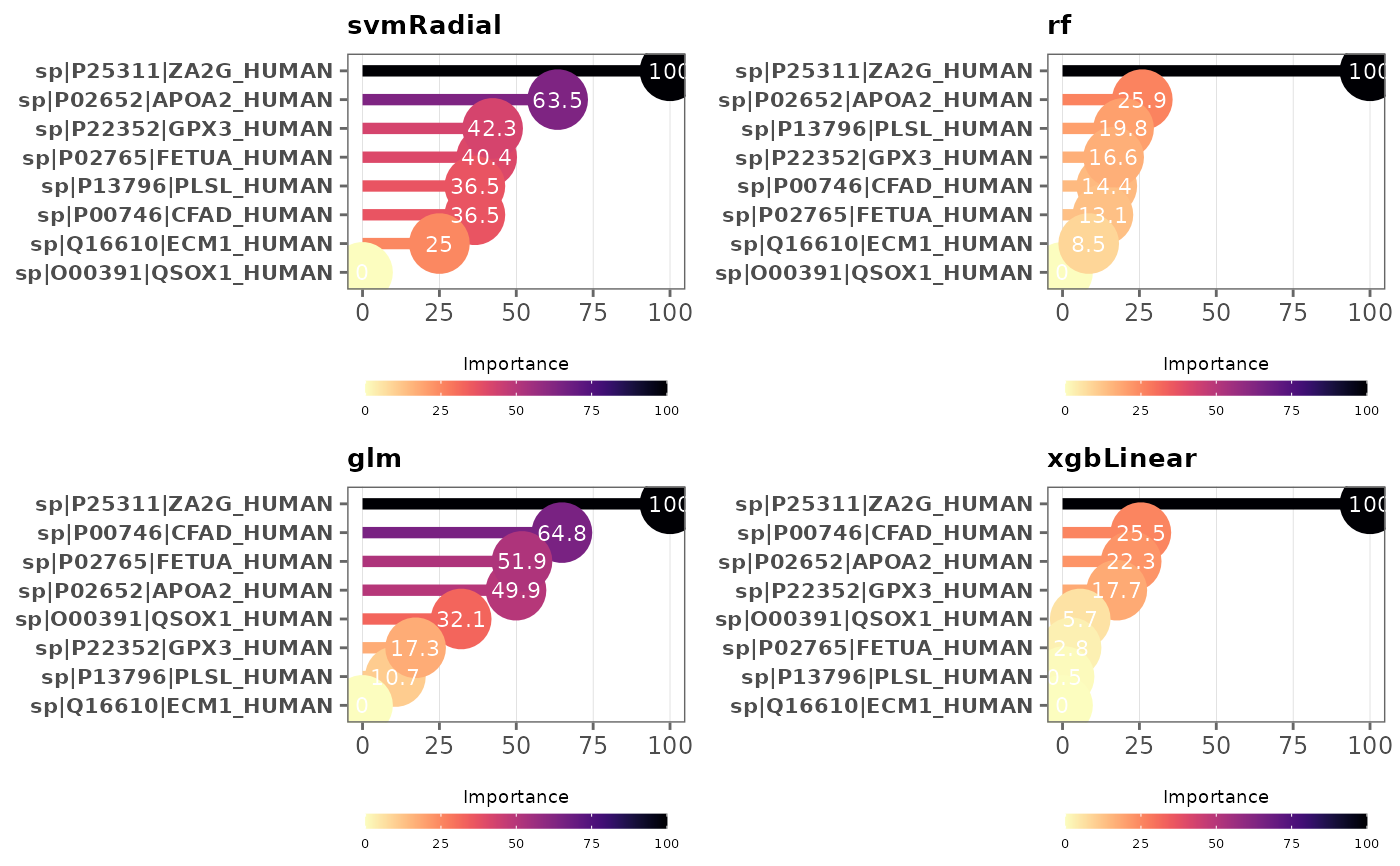 svmRadial
sp|P25311|ZA2G_HUMAN 100
sp|P02652|APOA2_HUMAN 63.5
sp|P22352|GPX3_HUMAN 42.3
sp|P02765|FETUA_HUMAN 40.4
sp|P13796|PLSL_HUMAN 36.5
sp|P00746|CFAD_HUMAN 36.5
sp|Q16610|ECM1_HUMAN 25
sp|O00391|QSOX1_HUMAN 0
0 25 50 75 100
Importance
0 25 50 75 100
rf
sp|P25311|ZA2G_HUMAN 100
sp|P02652|APOA2_HUMAN 25.9
sp|P13796|PLSL_HUMAN 19.8
sp|P22352|GPX3_HUMAN 16.6
sp|P00746|CFAD_HUMAN 14.4
sp|P02765|FETUA_HUMAN 13.1
sp|Q16610|ECM1_HUMAN 8.5
sp|O00391|QSOX1_HUMAN 0
0 25 50 75 100
Importance
0 25 50 75 100
glm
sp|P25311|ZA2G_HUMAN 100
sp|P00746|CFAD_HUMAN 64.8
sp|P02765|FETUA_HUMAN 51.9
sp|P02652|APOA2_HUMAN 49.9
sp|O00391|QSOX1_HUMAN 32.1
sp|P22352|GPX3_HUMAN 17.3
sp|P13796|PLSL_HUMAN 10.7
sp|Q16610|ECM1_HUMAN 0
0 25 50 75 100
Importance
0 25 50 75 100
xgbLinear
sp|P25311|ZA2G_HUMAN 100
sp|P00746|CFAD_HUMAN 25.5
sp|P02652|APOA2_HUMAN 22.3
sp|P22352|GPX3_HUMAN 17.7
sp|O00391|QSOX1_HUMAN 5.7
sp|P02765|FETUA_HUMAN 2.8
sp|P13796|PLSL_HUMAN 0.5
sp|Q16610|ECM1_HUMAN 0
0 25 50 75 100
Importance
0 25 50 75 100